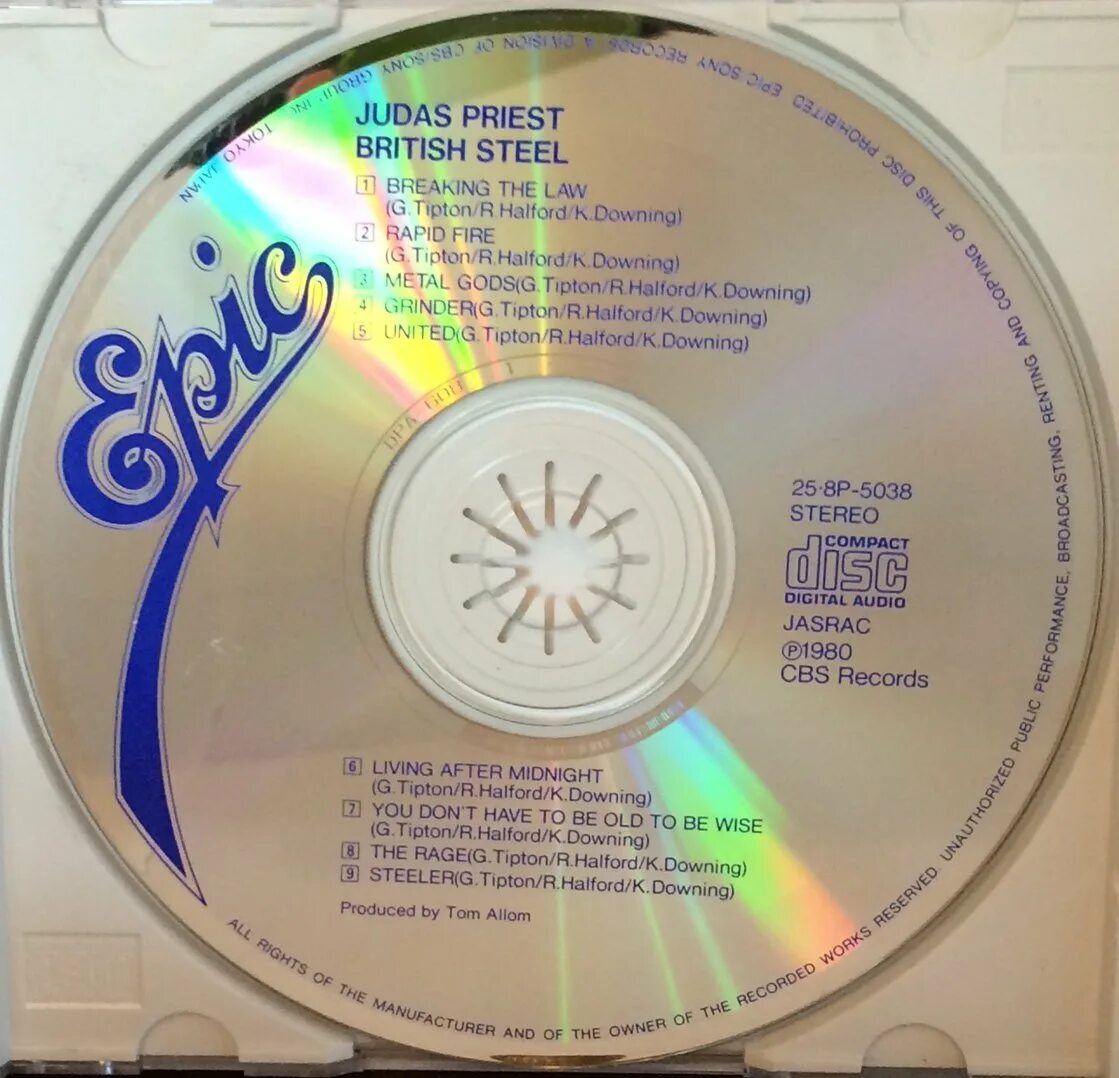 JUDAS PRIEST
BRITISH STEEL
1 BREAKING THE LAW
(G.Tipton/R.Halford/K.Downing)
2 RAPID FIRE
(G.Tipton/R.Halford/K.Downing)
3 METAL GODS(G.Tipton/R.Halford/K.Downing)
4 GRINDER(G.Tipton/R.Halford/K.Downing)
5 UNITED(G.Tipton/R.Halford/K.Downing)
Epic
25·8P-5038
STEREO
COMPACT
disc
DIGITAL AUDIO
JASRAC
℗1980
CBS Records
6 LIVING AFTER MIDNIGHT
(G.Tipton/R.Halford/K.Downing)
7 YOU DON'T HAVE TO BE OLD TO BE WISE
(G.Tipton/R.Halford/K.Downing)
8 THE RAGE(G.Tipton/R.Halford/K.Downing)
9 STEELER(G.Tipton/R.Halford/K.Downing)
Produced by Tom Allom
ALL RIGHTS OF THE MANUFACTURER AND OF THE OWNER OF THE RECORDED WORKS RESERVED. UNAUTHORIZED PUBLIC PERFORMANCE, BROADCASTING, RENTING AND COPYING OF THIS DISC PROHIBITED EPIC SONY RECORDS A DIVISION OF CBS/SONY GROUP INC. TOKYO JAPAN